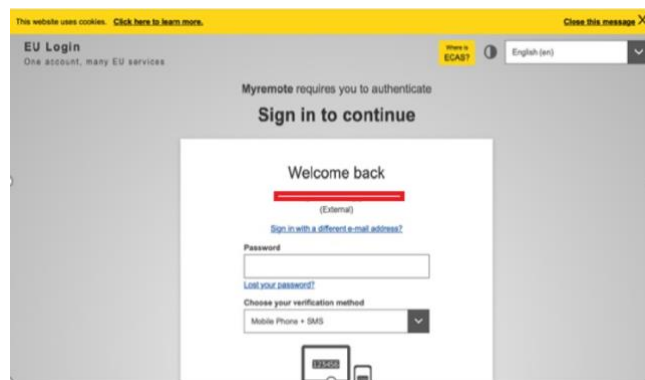 This website uses cookies. Click here to learn more.
Close this message X
EU Login
One account, many EU services
Where is
ECAS?
English (en)
Myremote requires you to authenticate
Sign in to continue
Welcome back
(External)
Sign in with a different e-mail address?
Password
Lost your password?
Choose your verification method
Mobile Phone + SMS
123456